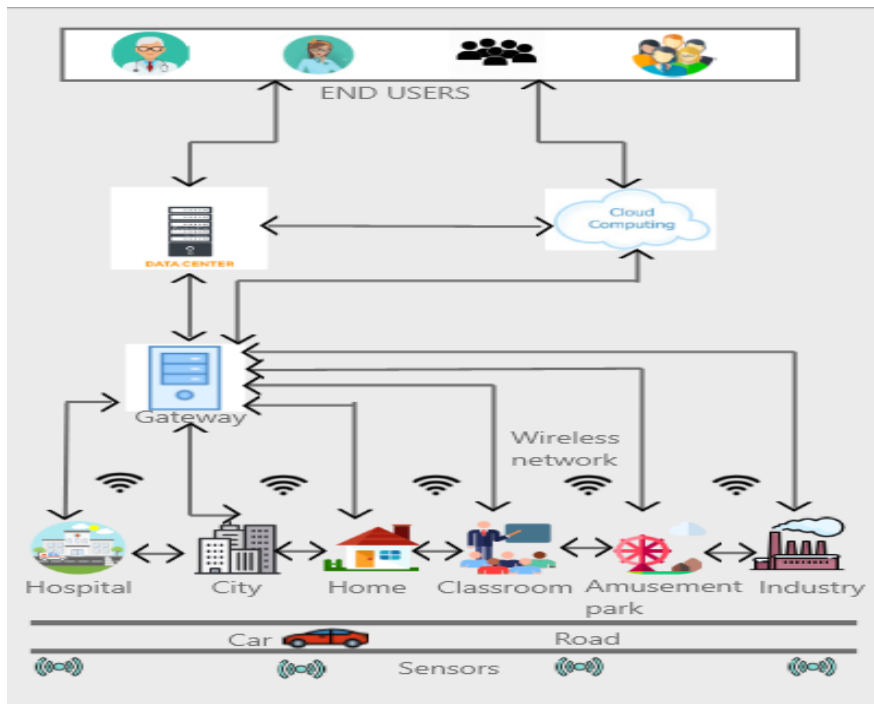 END USERS
Cloud
Computing
DATA CENTER
Gateway
Wireless
network
Hospital
City
Home
Classroom
Amusement
park
Industry
Car
Road
Sensors